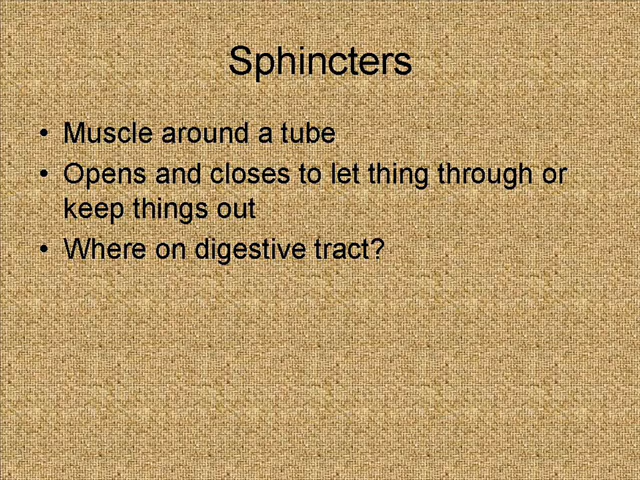 Sphincters
• Muscle around a tube
• Opens and closes to let thing through or
keep things out
• Where on digestive tract?